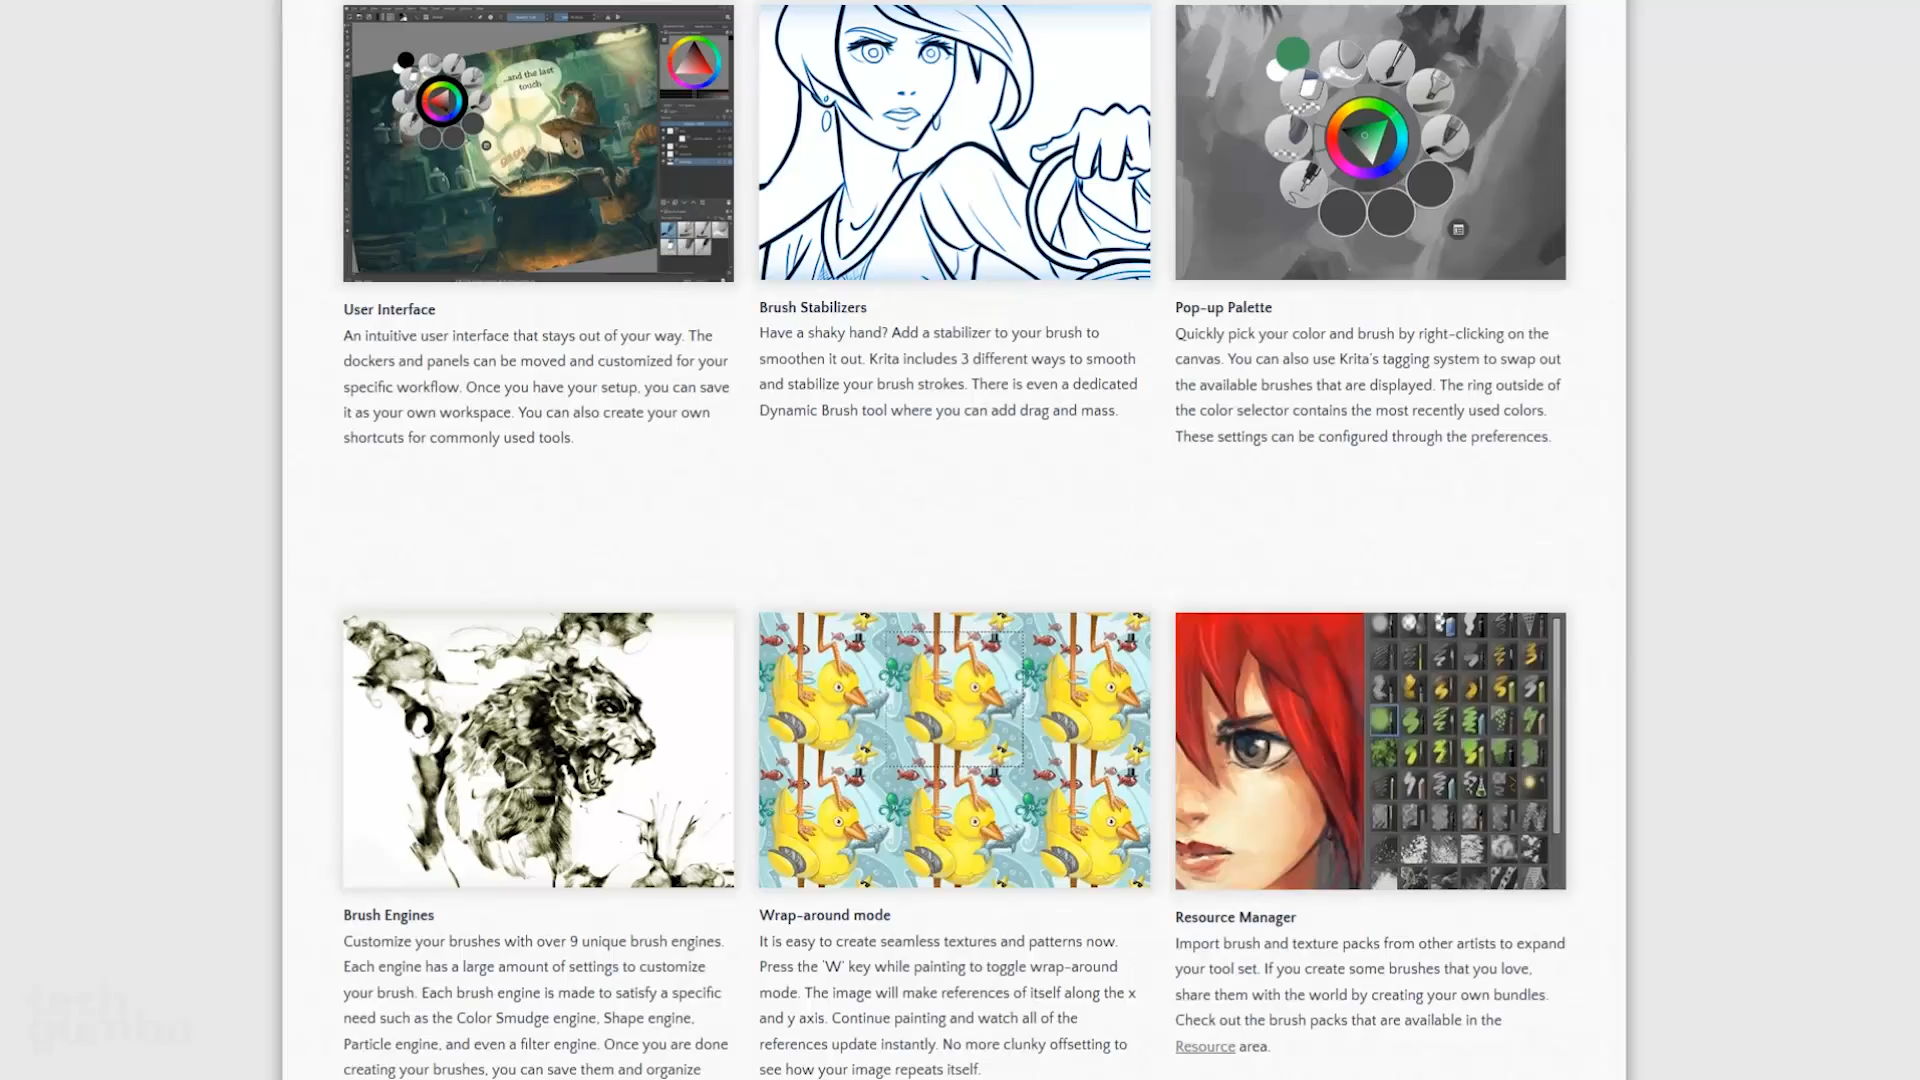 ...and the last
touch
User Interface
An intuitive user interface that stays out of your way. The
dockers and panels can be moved and customized for your
specific workflow. Once you have your setup, you can save
it as your own workspace. You can also create your own
shortcuts for commonly used tools.
Brush Stabilizers
Have a shaky hand? Add a stabilizer to your brush to
smoothen it out. Krita includes 3 different ways to smooth
and stabilize your brush strokes. There is even a dedicated
Dynamic Brush tool where you can add drag and mass.
Pop-up Palette
Quickly pick your color and brush by right-clicking on the
canvas. You can also use Krita's tagging system to swap out
the available brushes that are displayed. The ring outside of
the color selector contains the most recently used colors.
These settings can be configured through the preferences.
Brush Engines
Customize your brushes with over 9 unique brush engines.
Each engine has a large amount of settings to customize
your brush. Each brush engine is made to satisfy a specific
need such as the Color Smudge engine, Shape engine,
Particle engine, and even a filter engine. Once you are done
creating your brushes, you can save them and organize
Wrap-around mode
It is easy to create seamless textures and patterns now.
Press the 'W' key while painting to toggle wrap-around
mode. The image will make references of itself along the x
and y axis. Continue painting and watch all of the
references update instantly. No more clunky offsetting to
see how your image repeats itself.
Resource Manager
Import brush and texture packs from other artists to expand
your tool set. If you create some brushes that you love,
share them with the world by creating your own bundles.
Check out the brush packs that are available in the
Resource area.
tech
gumbo